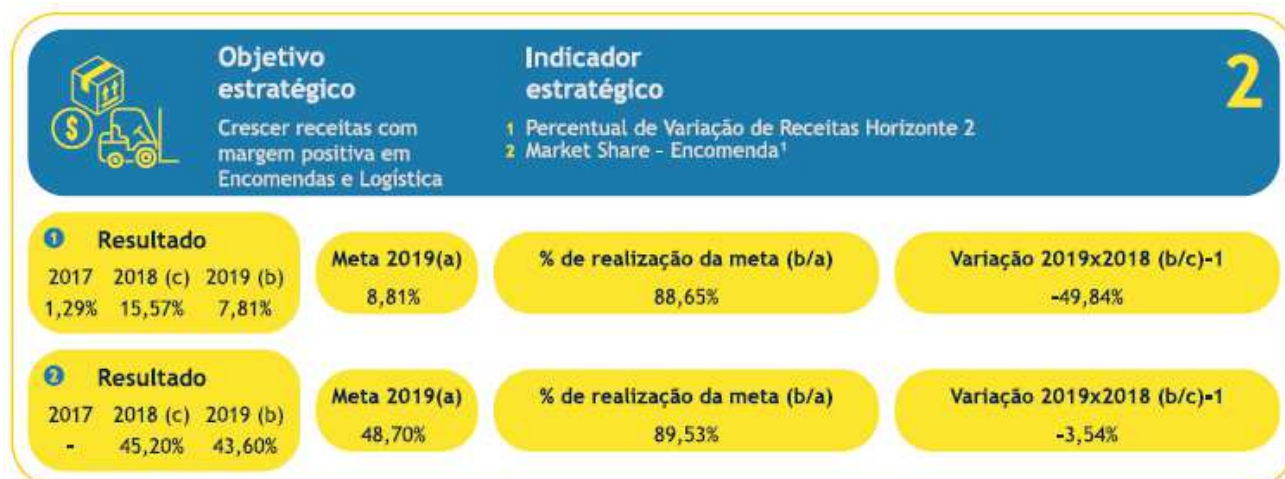 Objetivo
estratégico
Crescer receitas com
margem positiva em
Encomendas e Logística
Indicador
estratégico
1 Percentual de Variação de Receitas Horizonte 2
2 Market Share - Encomenda¹
2
$
1 Resultado
2017 2018 (c) 2019 (b)
1,29% 15,57% 7,81%
Meta 2019(a)
8,81%
% de realização da meta (b/a)
88,65%
Variação 2019x2018 (b/c)-1
-49,84%
2 Resultado
2017 2018 (c) 2019 (b)
- 45,20% 43,60%
Meta 2019(a)
48,70%
% de realização da meta (b/a)
89,53%
Variação 2019x2018 (b/c)-1
-3,54%